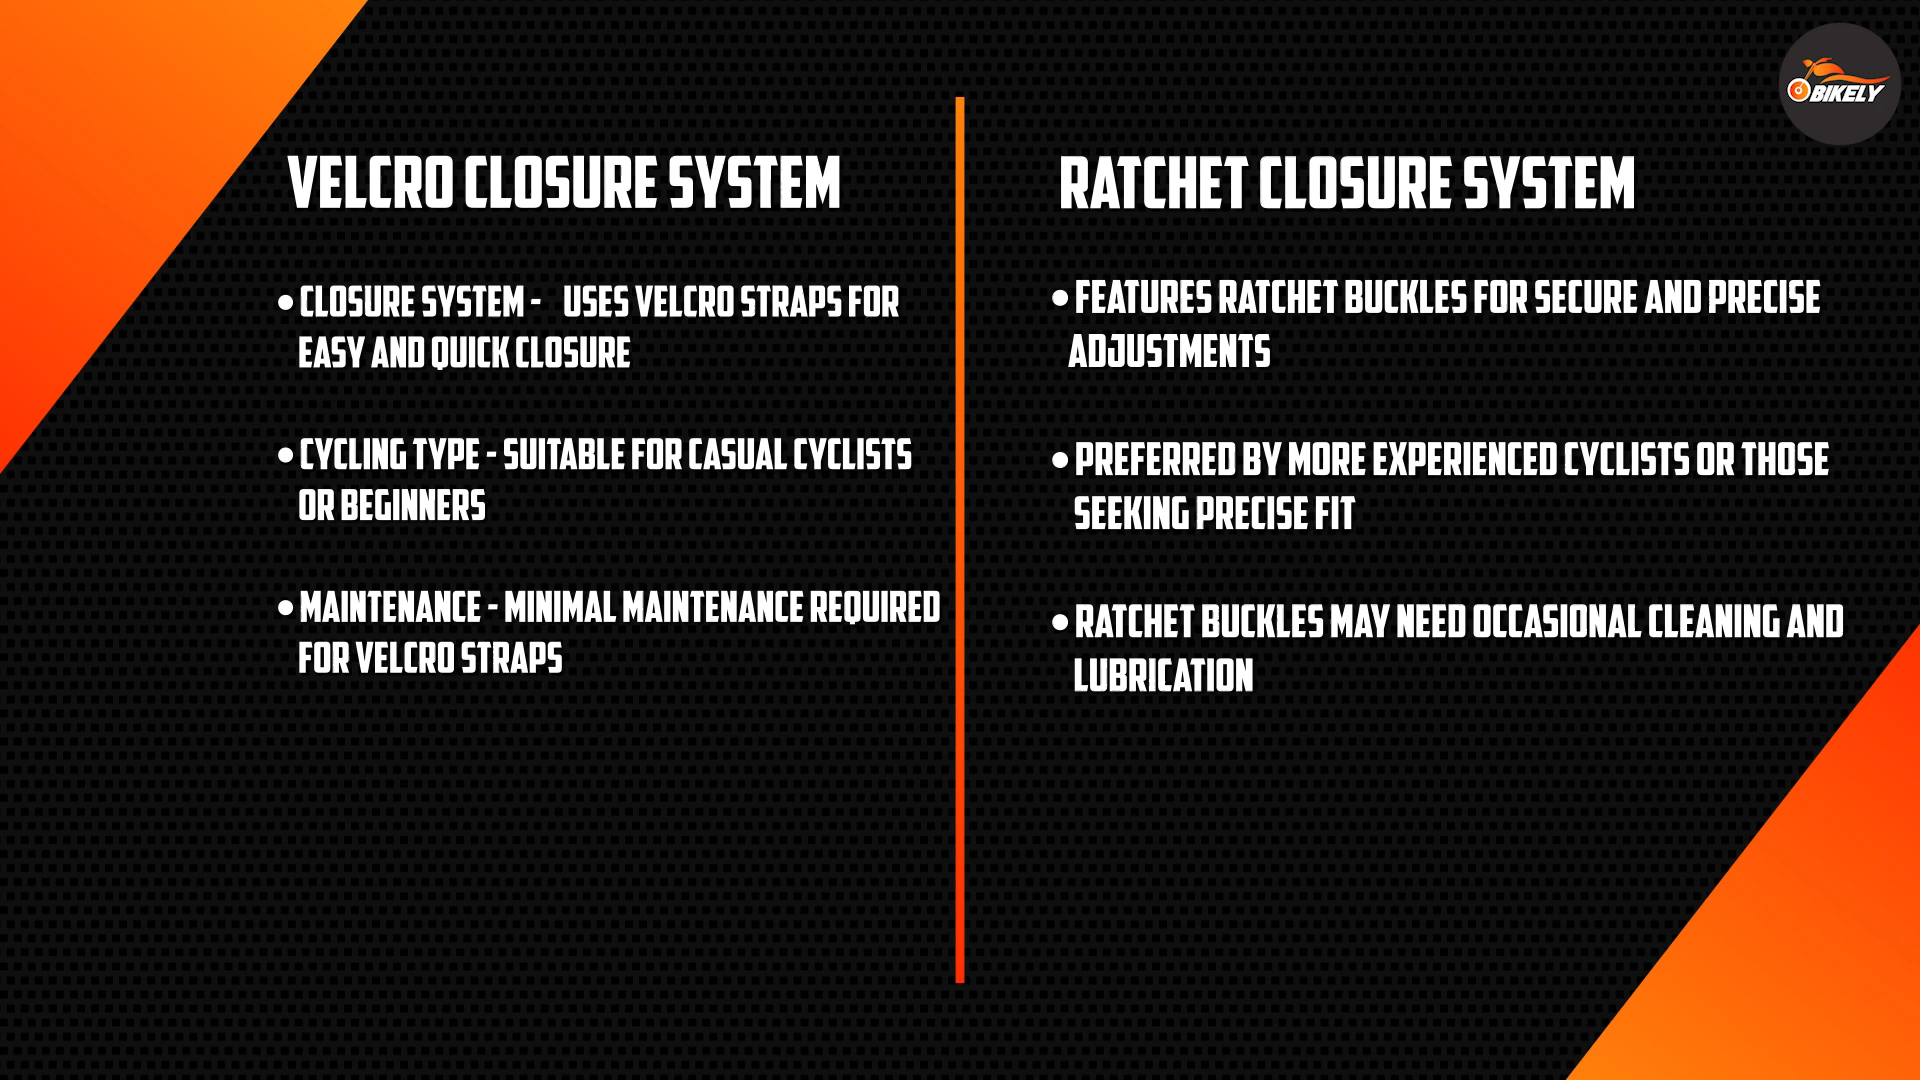 BIKELY
VELCRO CLOSURE SYSTEM
• CLOSURE SYSTEM - USES VELCRO STRAPS FOR
EASY AND QUICK CLOSURE
• CYCLING TYPE - SUITABLE FOR CASUAL CYCLISTS
OR BEGINNERS
• MAINTENANCE - MINIMAL MAINTENANCE REQUIRED
FOR VELCRO STRAPS
RATCHET CLOSURE SYSTEM
• FEATURES RATCHET BUCKLES FOR SECURE AND PRECISE
ADJUSTMENTS
• PREFERRED BY MORE EXPERIENCED CYCLISTS OR THOSE
SEEKING PRECISE FIT
• RATCHET BUCKLES MAY NEED OCCASIONAL CLEANING AND
LUBRICATION